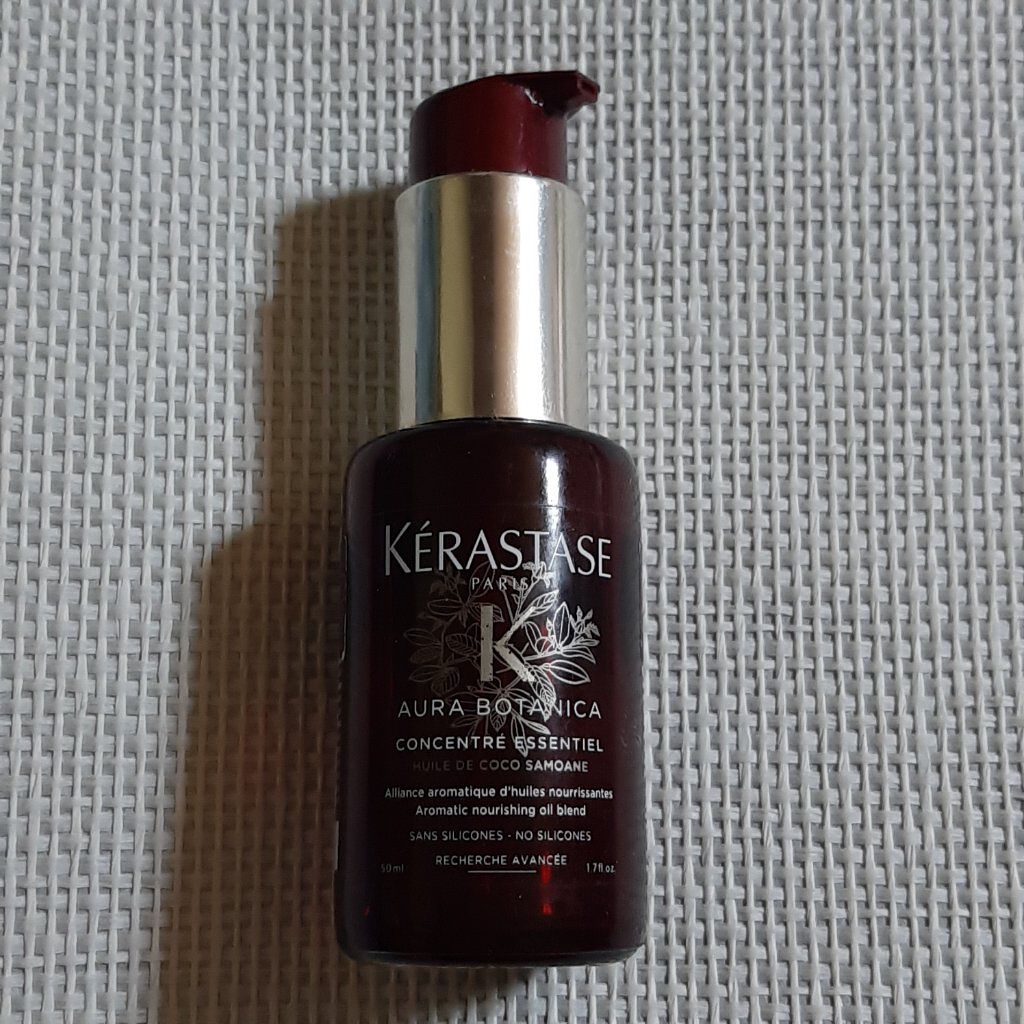 KÉRASTASE
PARIS
K
AURA BOTANICA
CONCENTRÉ ESSENTIEL
HUILE DE COCO SAMOANE
Alliance aromatique d'huiles nourrissantes
Aromatic nourishing oil blend
SANS SILICONES - NO SILICONES
RECHERCHE AVANCÉE
50 ml 1.7 fl.oz.